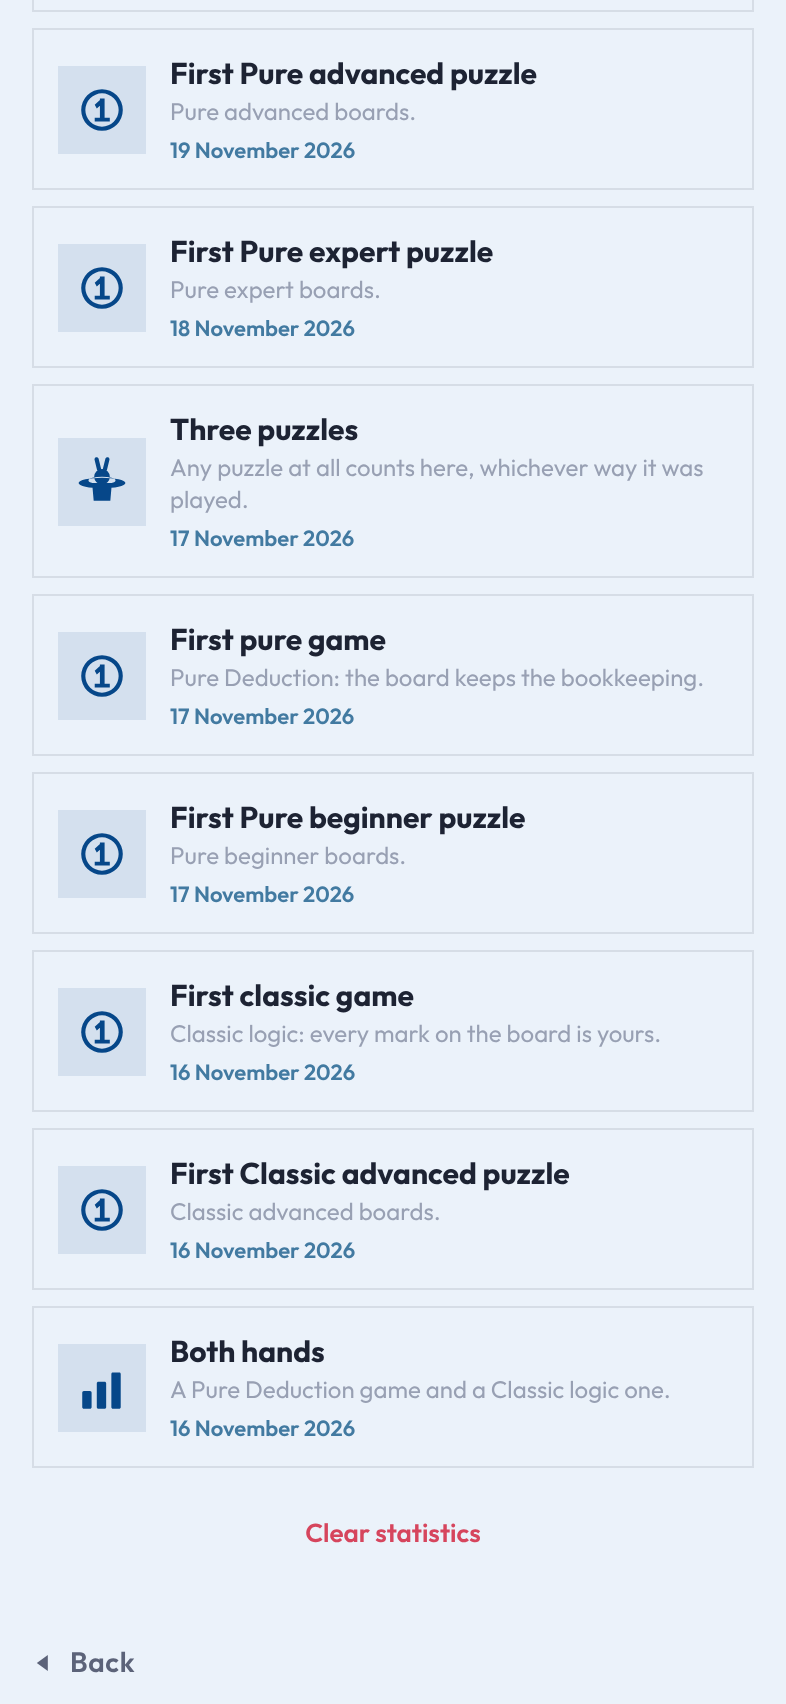 First Pure advanced puzzle
Pure advanced boards.
19 November 2026
First Pure expert puzzle
Pure expert boards.
18 November 2026
Three puzzles
Any puzzle at all counts here, whichever way it was
played.
17 November 2026
First pure game
Pure Deduction: the board keeps the bookkeeping.
17 November 2026
First Pure beginner puzzle
Pure beginner boards.
17 November 2026
First classic game
Classic logic: every mark on the board is yours.
16 November 2026
First Classic advanced puzzle
Classic advanced boards.
16 November 2026
Both hands
A Pure Deduction game and a Classic logic one.
16 November 2026
Clear statistics
Back